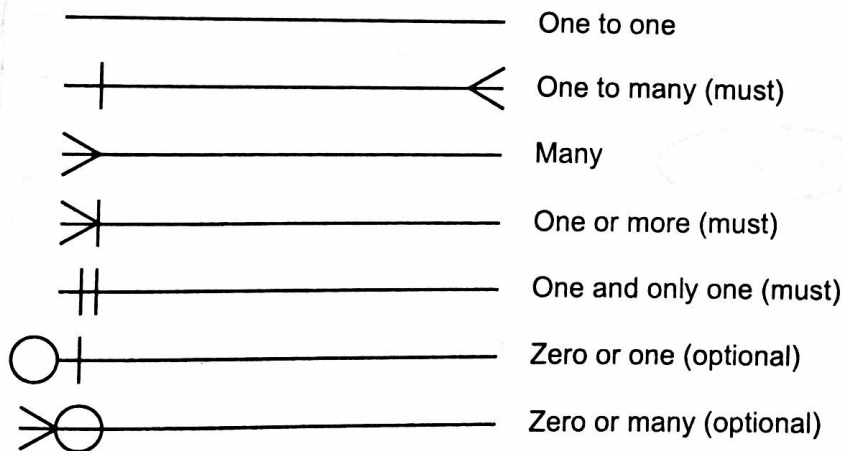 One to one
One to many (must)
Many
One or more (must)
One and only one (must)
Zero or one (optional)
Zero or many (optional)